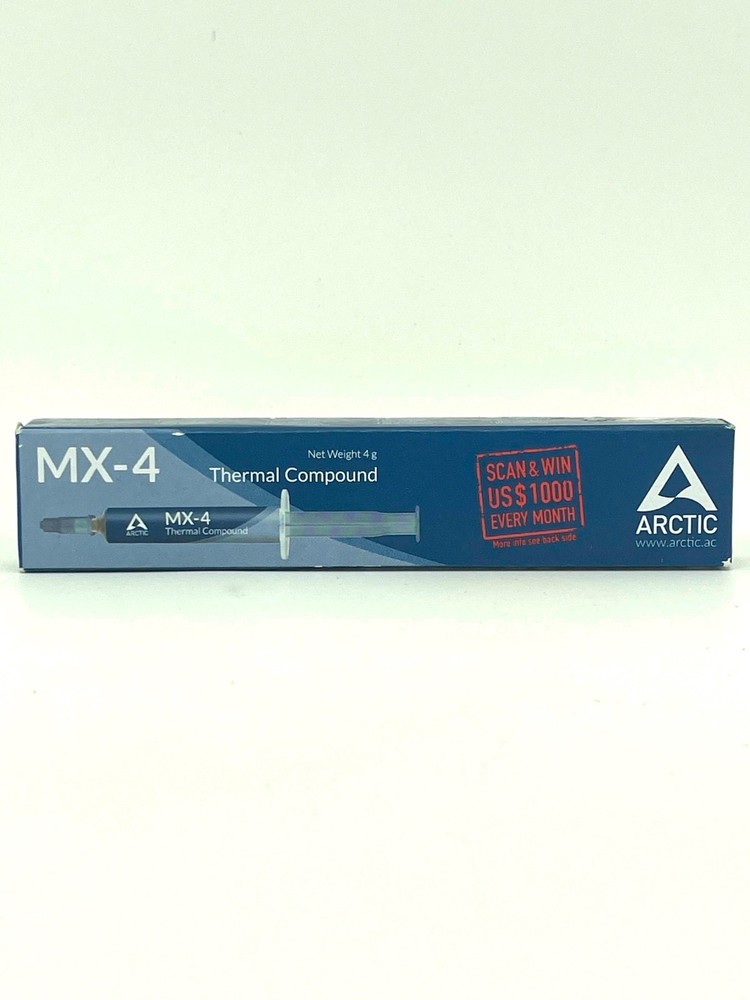 MX-4
Net Weight 4 g
Thermal Compound
ARCTIC
MX-4
Thermal Compound
SCAN & WIN
US$1000
EVERY MONTH
More info see back side
ARCTIC
www.arctic.ac